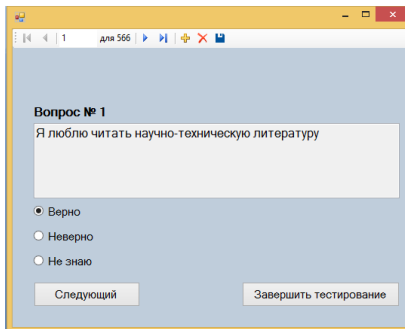 1 для 566
Вопрос № 1
Я люблю читать научно-техническую литературу
Верно
Неверно
Не знаю
Следующий Завершить тестирование